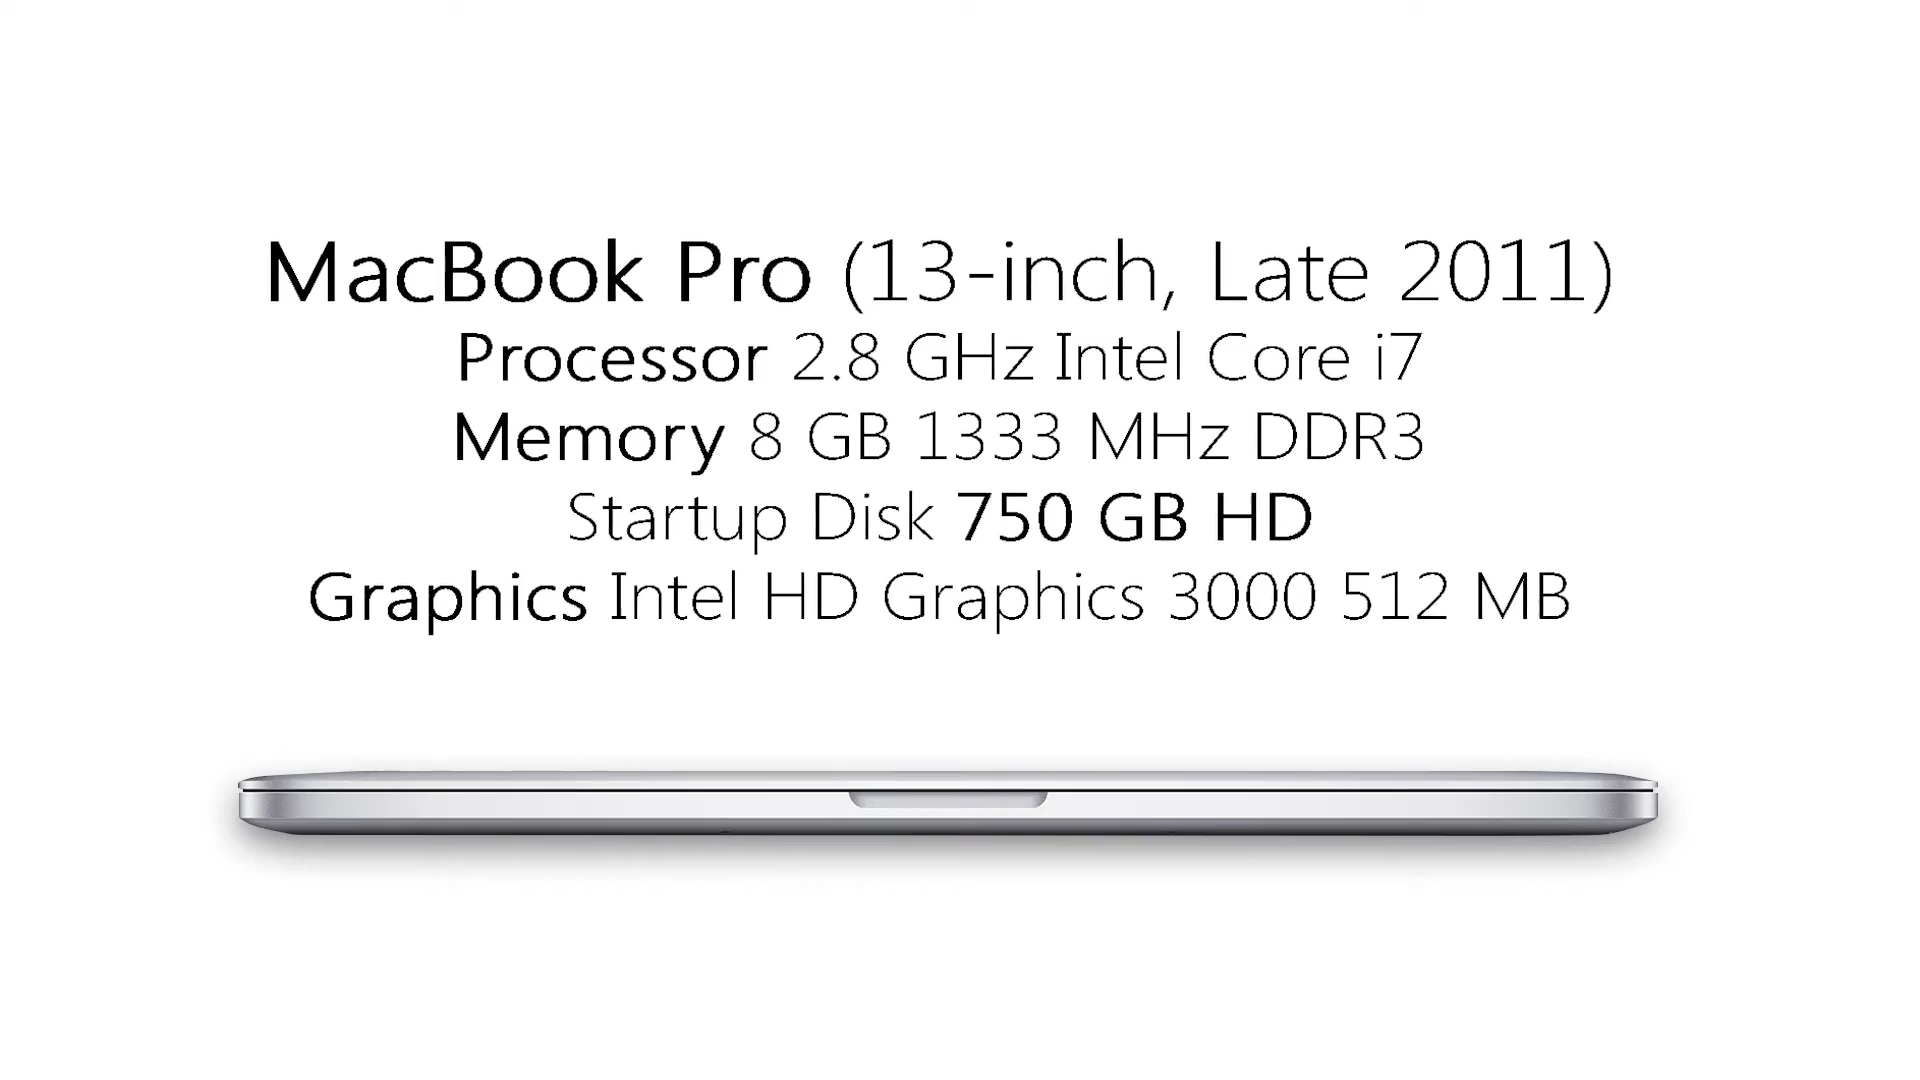 MacBook Pro (13-inch, Late 2011)
Processor 2.8 GHz Intel Core i7
Memory 8 GB 1333 MHz DDR3
Startup Disk 750 GB HD
Graphics Intel HD Graphics 3000 512 MB